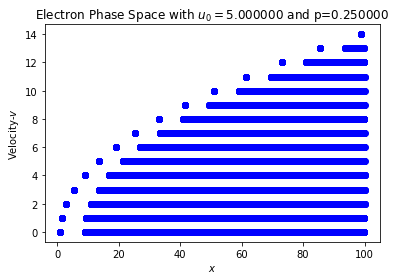 Electron Phase Space with $u_0 = 5.000000$ and p=0.250000
Velocity-v
14
12
10
8
6
4
2
0
0 20 40 60 80 100
x